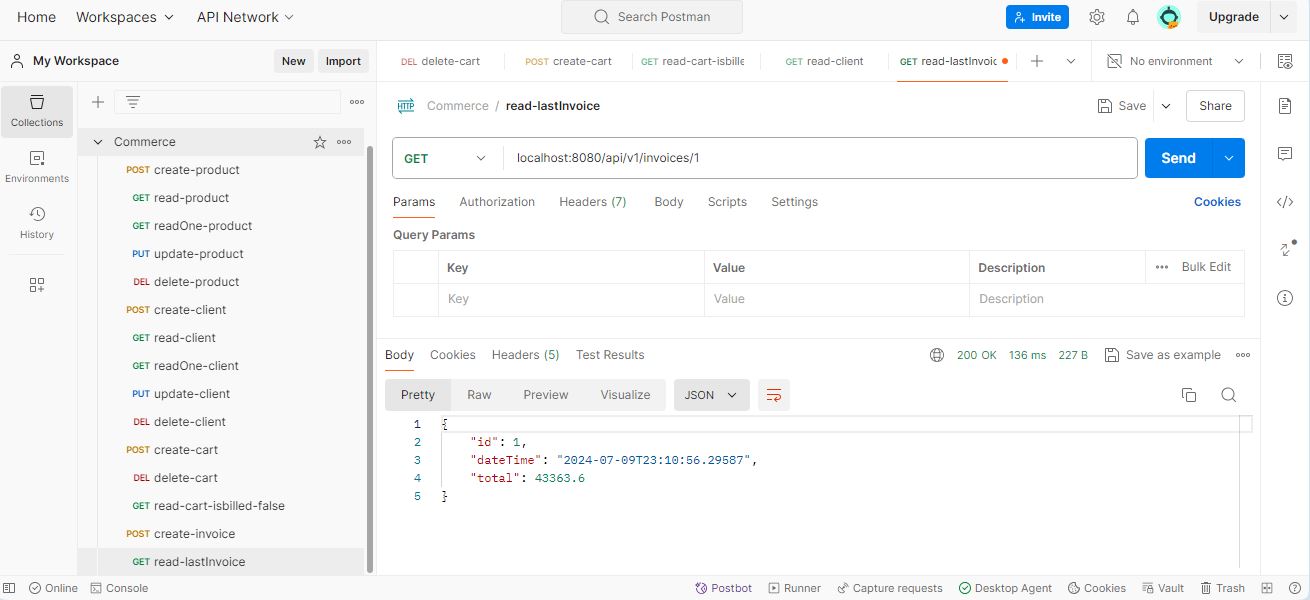 Home Workspaces API Network Search Postman Invite Upgrade
My Workspace New Import
DEL delete-cart POST create-cart GET read-cart-isbille GET read-client GET read-lastInvoic No environment
Collections
Environments
History
Commerce
POST create-product
GET read-product
GET readOne-product
PUT update-product
DEL delete-product
POST create-client
GET read-client
GET readOne-client
PUT update-client
DEL delete-client
POST create-cart
DEL delete-cart
GET read-cart-isbilled-false
POST create-invoice
GET read-lastInvoice
HTTP Commerce / read-lastInvoice Save Share
GET localhost:8080/api/v1/invoices/1 Send
Params Authorization Headers (7) Body Scripts Settings Cookies
Query Params
Key Value Description Bulk Edit
Key Value Description
Body Cookies Headers (5) Test Results 200 OK 136 ms 227 B Save as example
Pretty Raw Preview Visualize JSON
1 {
2 "id": 1,
3 "dateTime": "2024-07-09T23:10:56.29587",
4 "total": 43363.6
5 }
Online Console Postbot Runner Capture requests Desktop Agent Cookies Vault Trash